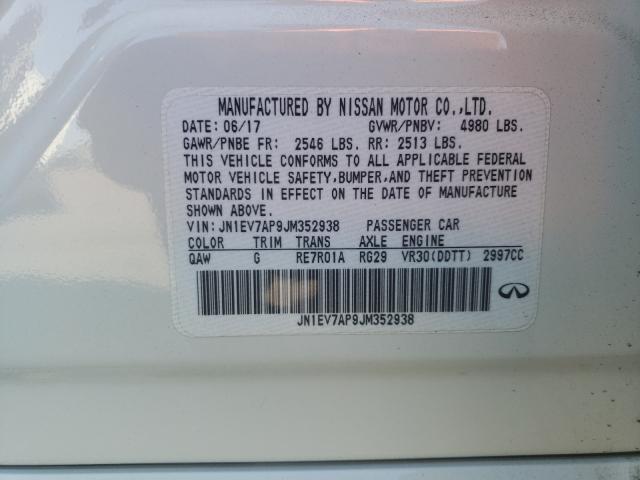 MANUFACTURED BY NISSAN MOTOR CO.,LTD.
DATE: 06/17 GVWR/PNBV: 4980 LBS.
GAWR/PNBE FR: 2546 LBS. RR: 2513 LBS.
THIS VEHICLE CONFORMS TO ALL APPLICABLE FEDERAL
MOTOR VEHICLE SAFETY,BUMPER,AND THEFT PREVENTION
STANDARDS IN EFFECT ON THE DATE OF MANUFACTURE
SHOWN ABOVE.
VIN: JN1EV7AP9JM352938 PASSENGER CAR
COLOR TRIM TRANS AXLE ENGINE
QAW G RE7R01A RG29 VR30(DDTT) 2997CC
JN1EV7AP9JM352938